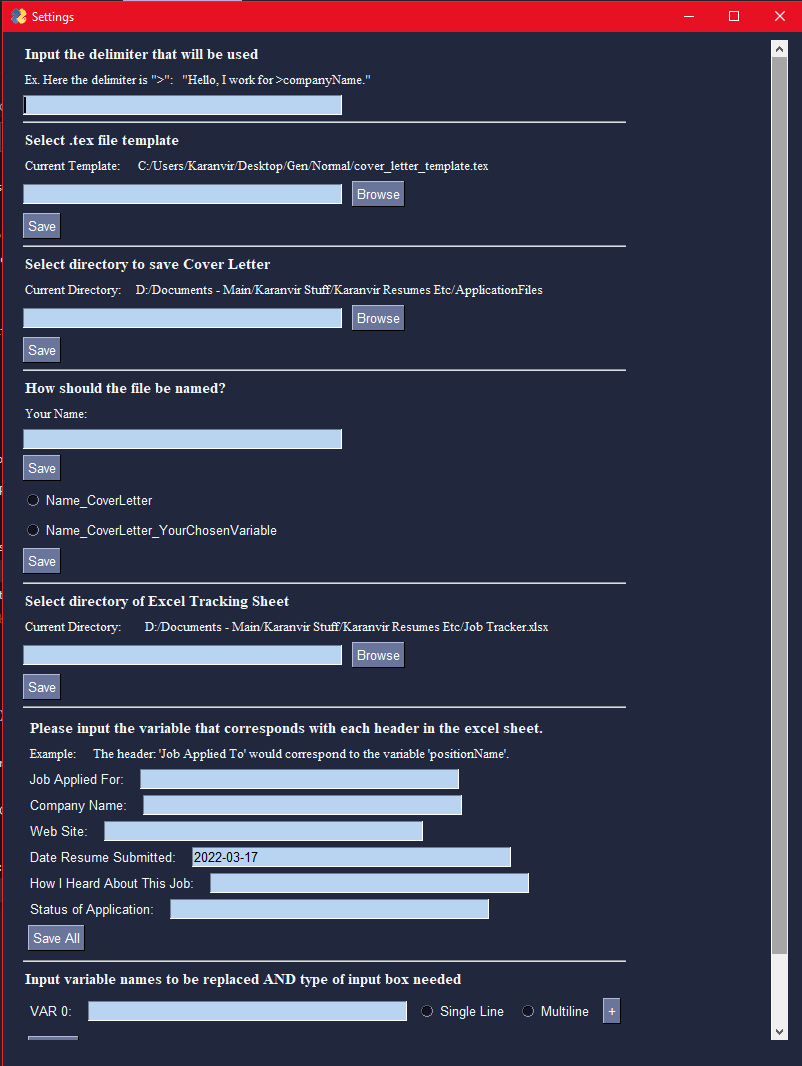 Settings
Input the delimiter that will be used
Ex. Here the delimiter is ">":   "Hello, I work for >companyName."
Select .tex file template
Current Template:    C:/Users/Karanvir/Desktop/Gen/Normal/cover_letter_template.tex
Browse
Save
Select directory to save Cover Letter
Current Directory:    D:/Documents - Main/Karanvir Stuff/Karanvir Resumes Etc/ApplicationFiles
Browse
Save
How should the file be named?
Your Name:
Save
Name_CoverLetter
Name_CoverLetter_YourChosenVariable
Save
Select directory of Excel Tracking Sheet
Current Directory:    D:/Documents - Main/Karanvir Stuff/Karanvir Resumes Etc/Job Tracker.xlsx
Browse
Save
Please input the variable that corresponds with each header in the excel sheet.
Example:    The header: 'Job Applied To' would correspond to the variable 'positionName'.
Job Applied For:
Company Name:
Web Site:
Date Resume Submitted: 2022-03-17
How I Heard About This Job:
Status of Application:
Save All
Input variable names to be replaced AND type of input box needed
VAR 0: Single Line Multiline +